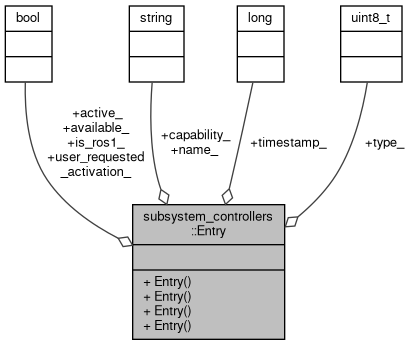 bool
string
long
uint8_t
+active_
+available_
+is_ros1_
+user_requested
_activation_
+capability_
+name_
+timestamp_
+type_
subsystem_controllers
::Entry
+ Entry()
+ Entry()
+ Entry()
+ Entry()